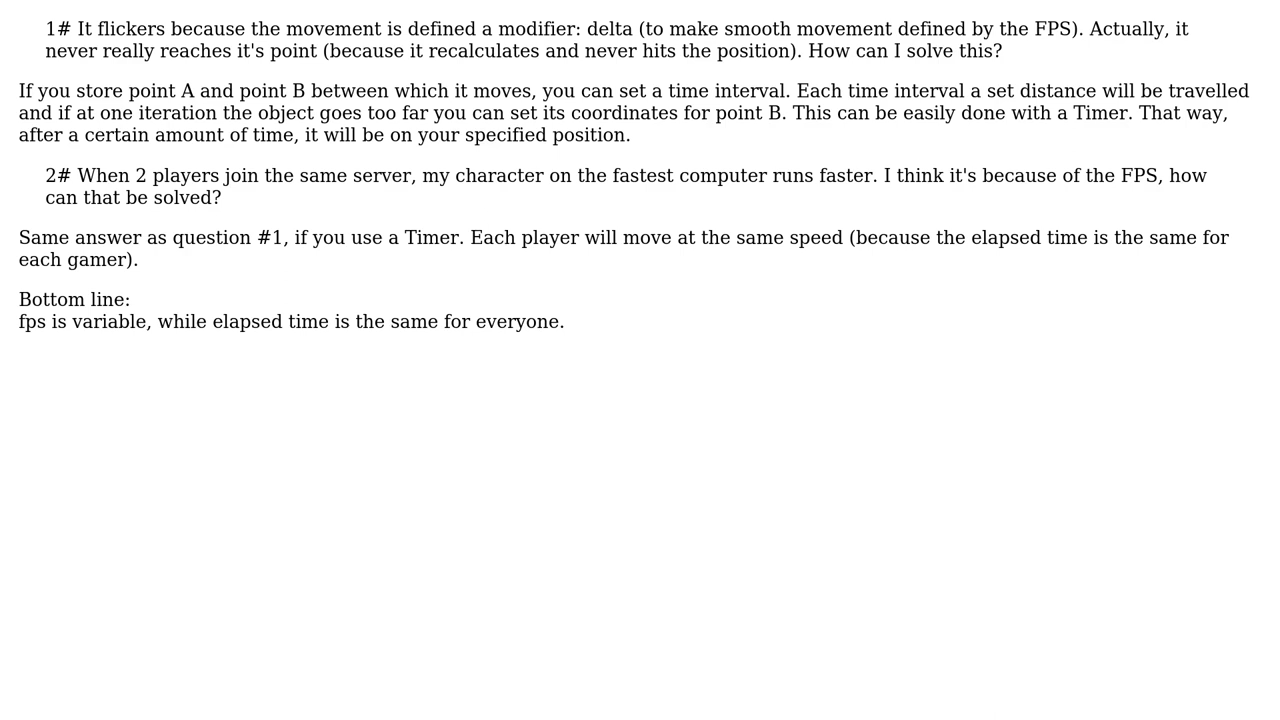 1# It flickers because the movement is defined a modifier: delta (to make smooth movement defined by the FPS). Actually, it
never really reaches it's point (because it recalculates and never hits the position). How can I solve this?
If you store point A and point B between which it moves, you can set a time interval. Each time interval a set distance will be travelled
and if at one iteration the object goes too far you can set its coordinates for point B. This can be easily done with a Timer. That way,
after a certain amount of time, it will be on your specified position.
2# When 2 players join the same server, my character on the fastest computer runs faster. I think it's because of the FPS, how
can that be solved?
Same answer as question #1, if you use a Timer. Each player will move at the same speed (because the elapsed time is the same for
each gamer).
Bottom line:
fps is variable, while elapsed time is the same for everyone.